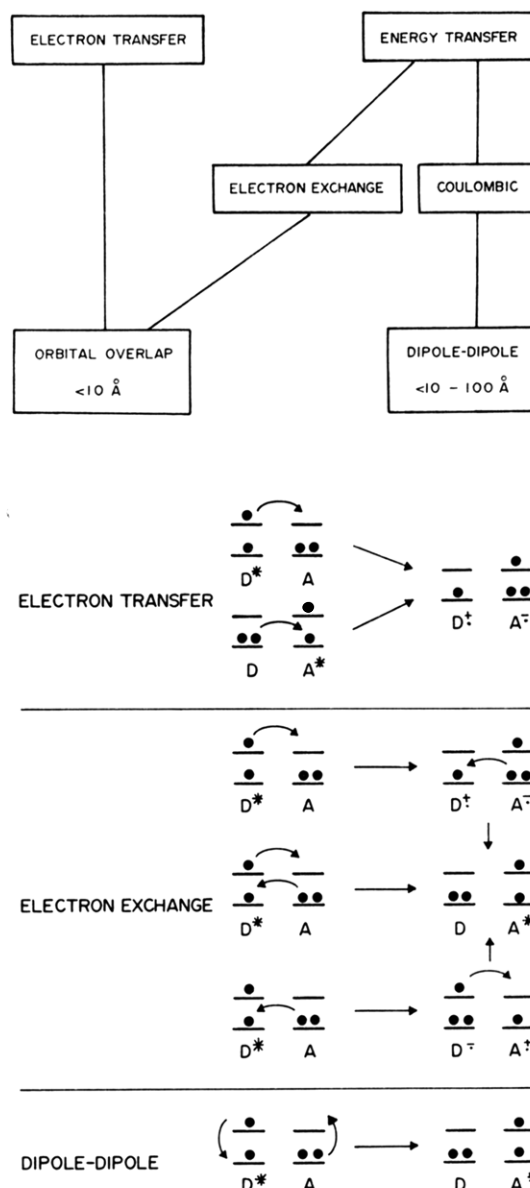 ELECTRON TRANSFER
ENERGY TRANSFER
ELECTRON EXCHANGE
COULOMBIC
ORBITAL OVERLAP
<10 Å
DIPOLE-DIPOLE
<10 - 100 Å
D* A
ELECTRON TRANSFER
D⁺̣ A⁻̣
D A*
D* A
D⁺̣ A⁻̣
ELECTRON EXCHANGE
D* A
D A*
D* A
D⁻̣ A⁺̣
DIPOLE-DIPOLE
D* A
D A*